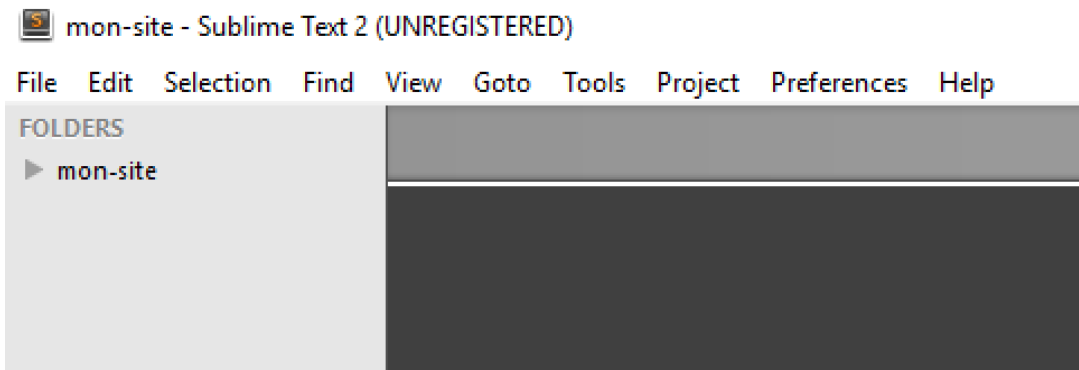 mon-site - Sublime Text 2 (UNREGISTERED)
File Edit Selection Find View Goto Tools Project Preferences Help
FOLDERS
mon-site